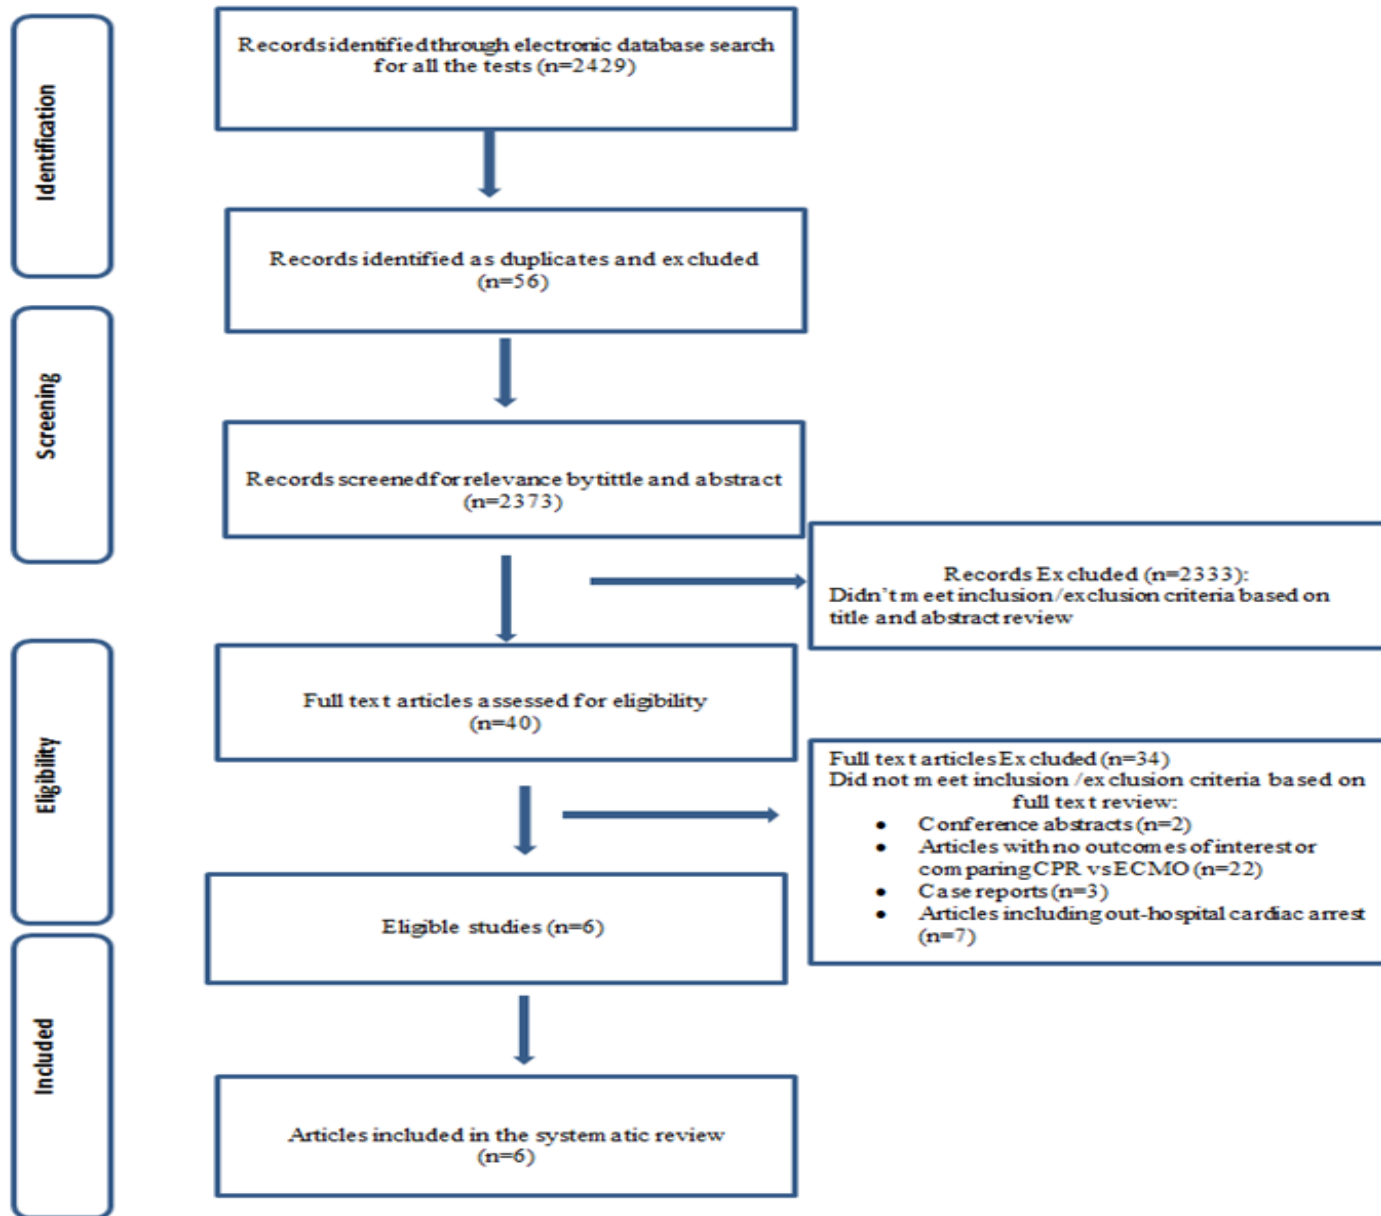 Identification
Records identified through electronic database search
for all the tests (n=2429)
Records identified as duplicates and excluded
(n=56)
Screening
Records screened for relevance by tittle and abstract
(n=2373)
Records Excluded (n=2333):
Didn't meet inclusion/exclusion criteria based on
title and abstract review
Eligibility
Full text articles assessed for eligibility
(n=40)
Full text articles Excluded (n=34)
Did not meet inclusion /exclusion criteria based on
full text review:
• Conference abstracts (n=2)
• Articles with no outcomes of interest or
comparing CPR vs ECMO (n=22)
• Case reports (n=3)
• Articles including out-hospital cardiac arrest
(n=7)
Eligible studies (n=6)
Included
Articles included in the systematic review
(n=6)